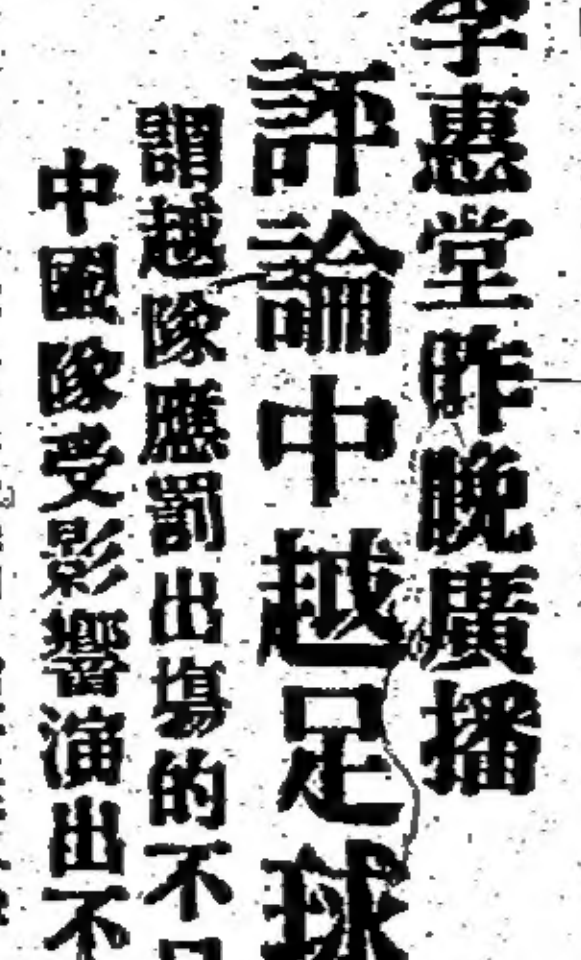 李惠堂昨晚廣播
評論中越足球
謂越隊應罰出塲的不
中國隊受影響演出不